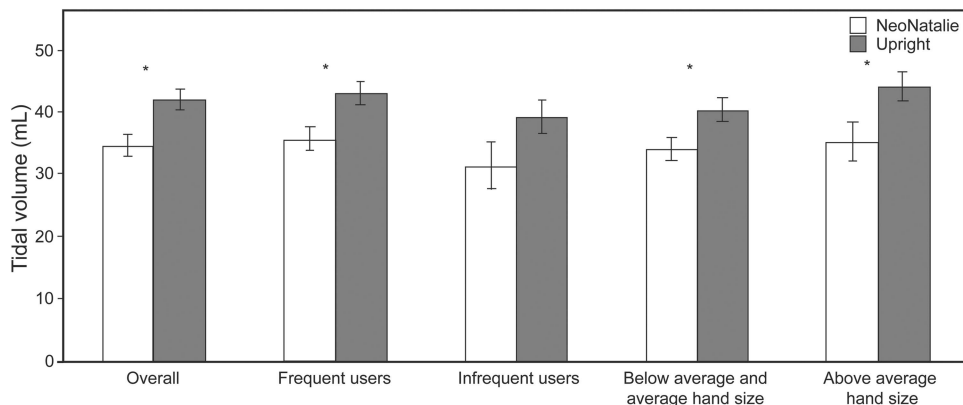 NeoNatalie
Upright
Tidal volume (mL)
50
40
30
20
10
0
*
*
*
*
Overall
Frequent users
Infrequent users
Below average and
average hand size
Above average
hand size